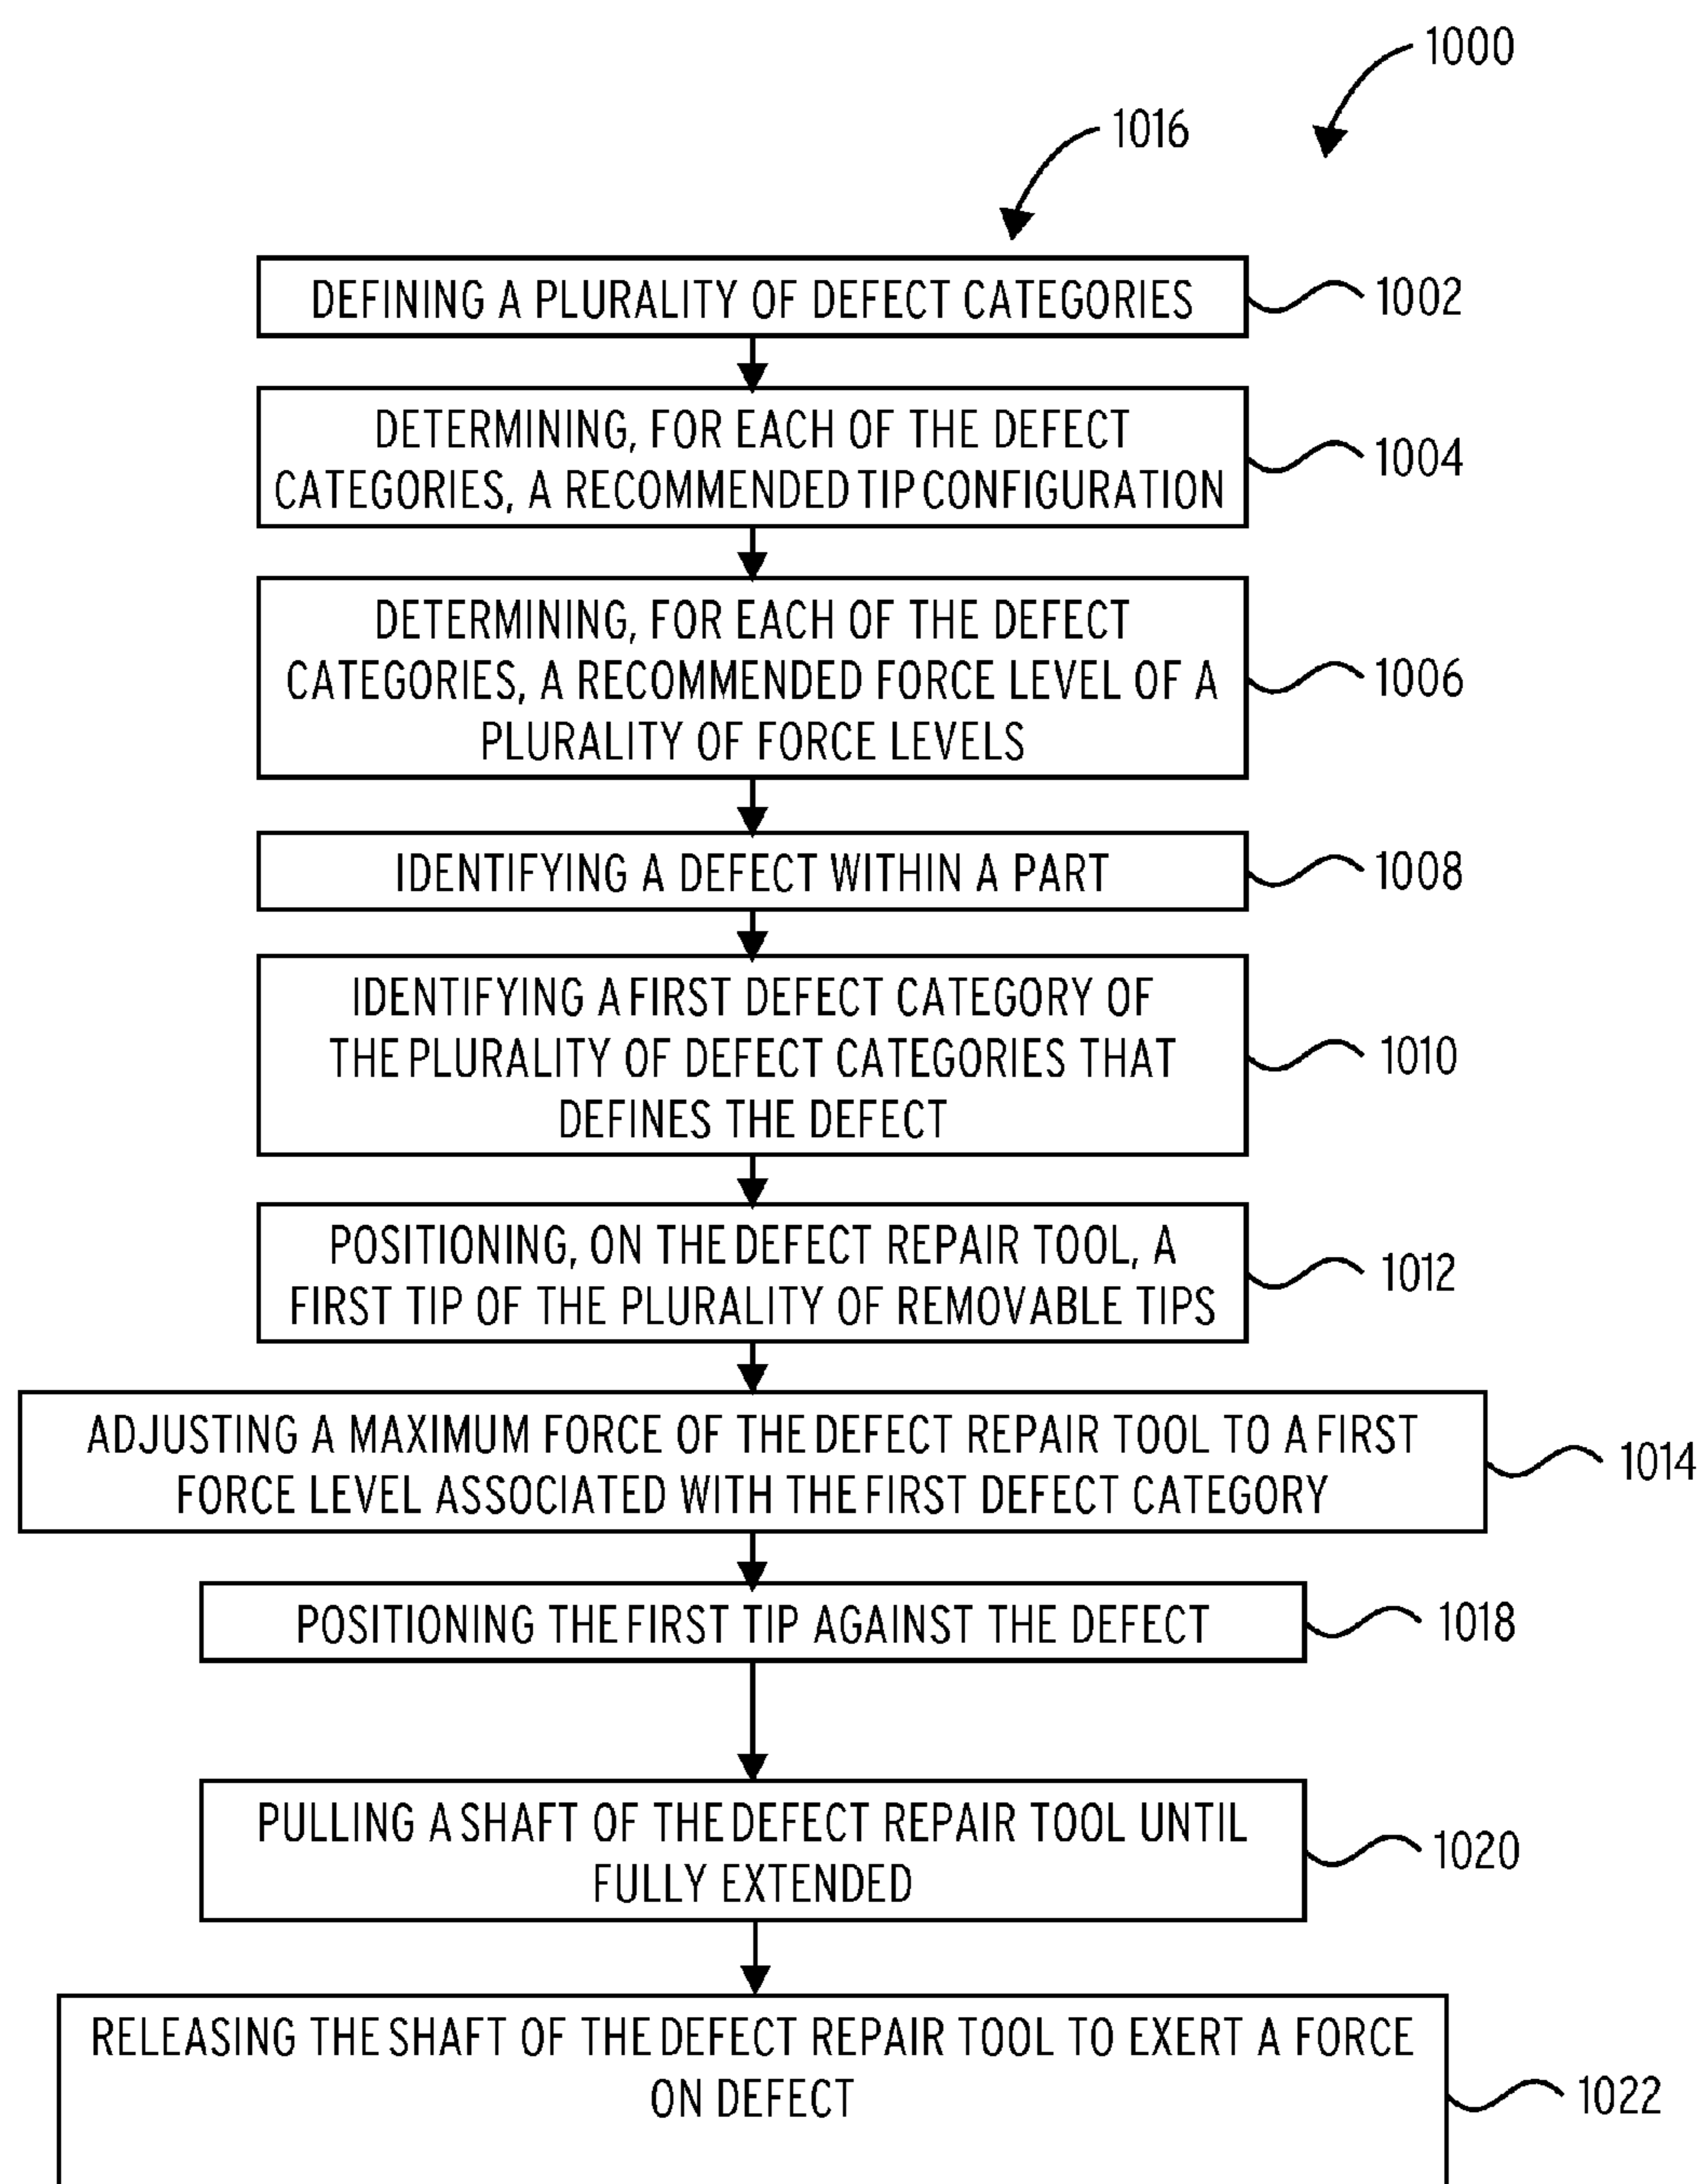 1000
1016
DEFINING A PLURALITY OF DEFECT CATEGORIES
1002
DETERMINING, FOR EACH OF THE DEFECT
CATEGORIES, A RECOMMENDED TIP CONFIGURATION
1004
DETERMINING, FOR EACH OF THE DEFECT
CATEGORIES, A RECOMMENDED FORCE LEVEL OF A
PLURALITY OF FORCE LEVELS
1006
IDENTIFYING A DEFECT WITHIN A PART
1008
IDENTIFYING A FIRST DEFECT CATEGORY OF
THE PLURALITY OF DEFECT CATEGORIES THAT
DEFINES THE DEFECT
1010
POSITIONING, ON THE DEFECT REPAIR TOOL, A
FIRST TIP OF THE PLURALITY OF REMOVABLE TIPS
1012
ADJUSTING A MAXIMUM FORCE OF THE DEFECT REPAIR TOOL TO A FIRST
FORCE LEVEL ASSOCIATED WITH THE FIRST DEFECT CATEGORY
1014
POSITIONING THE FIRST TIP AGAINST THE DEFECT
1018
PULLING A SHAFT OF THE DEFECT REPAIR TOOL UNTIL
FULLY EXTENDED
1020
RELEASING THE SHAFT OF THE DEFECT REPAIR TOOL TO EXERT A FORCE
ON DEFECT
1022